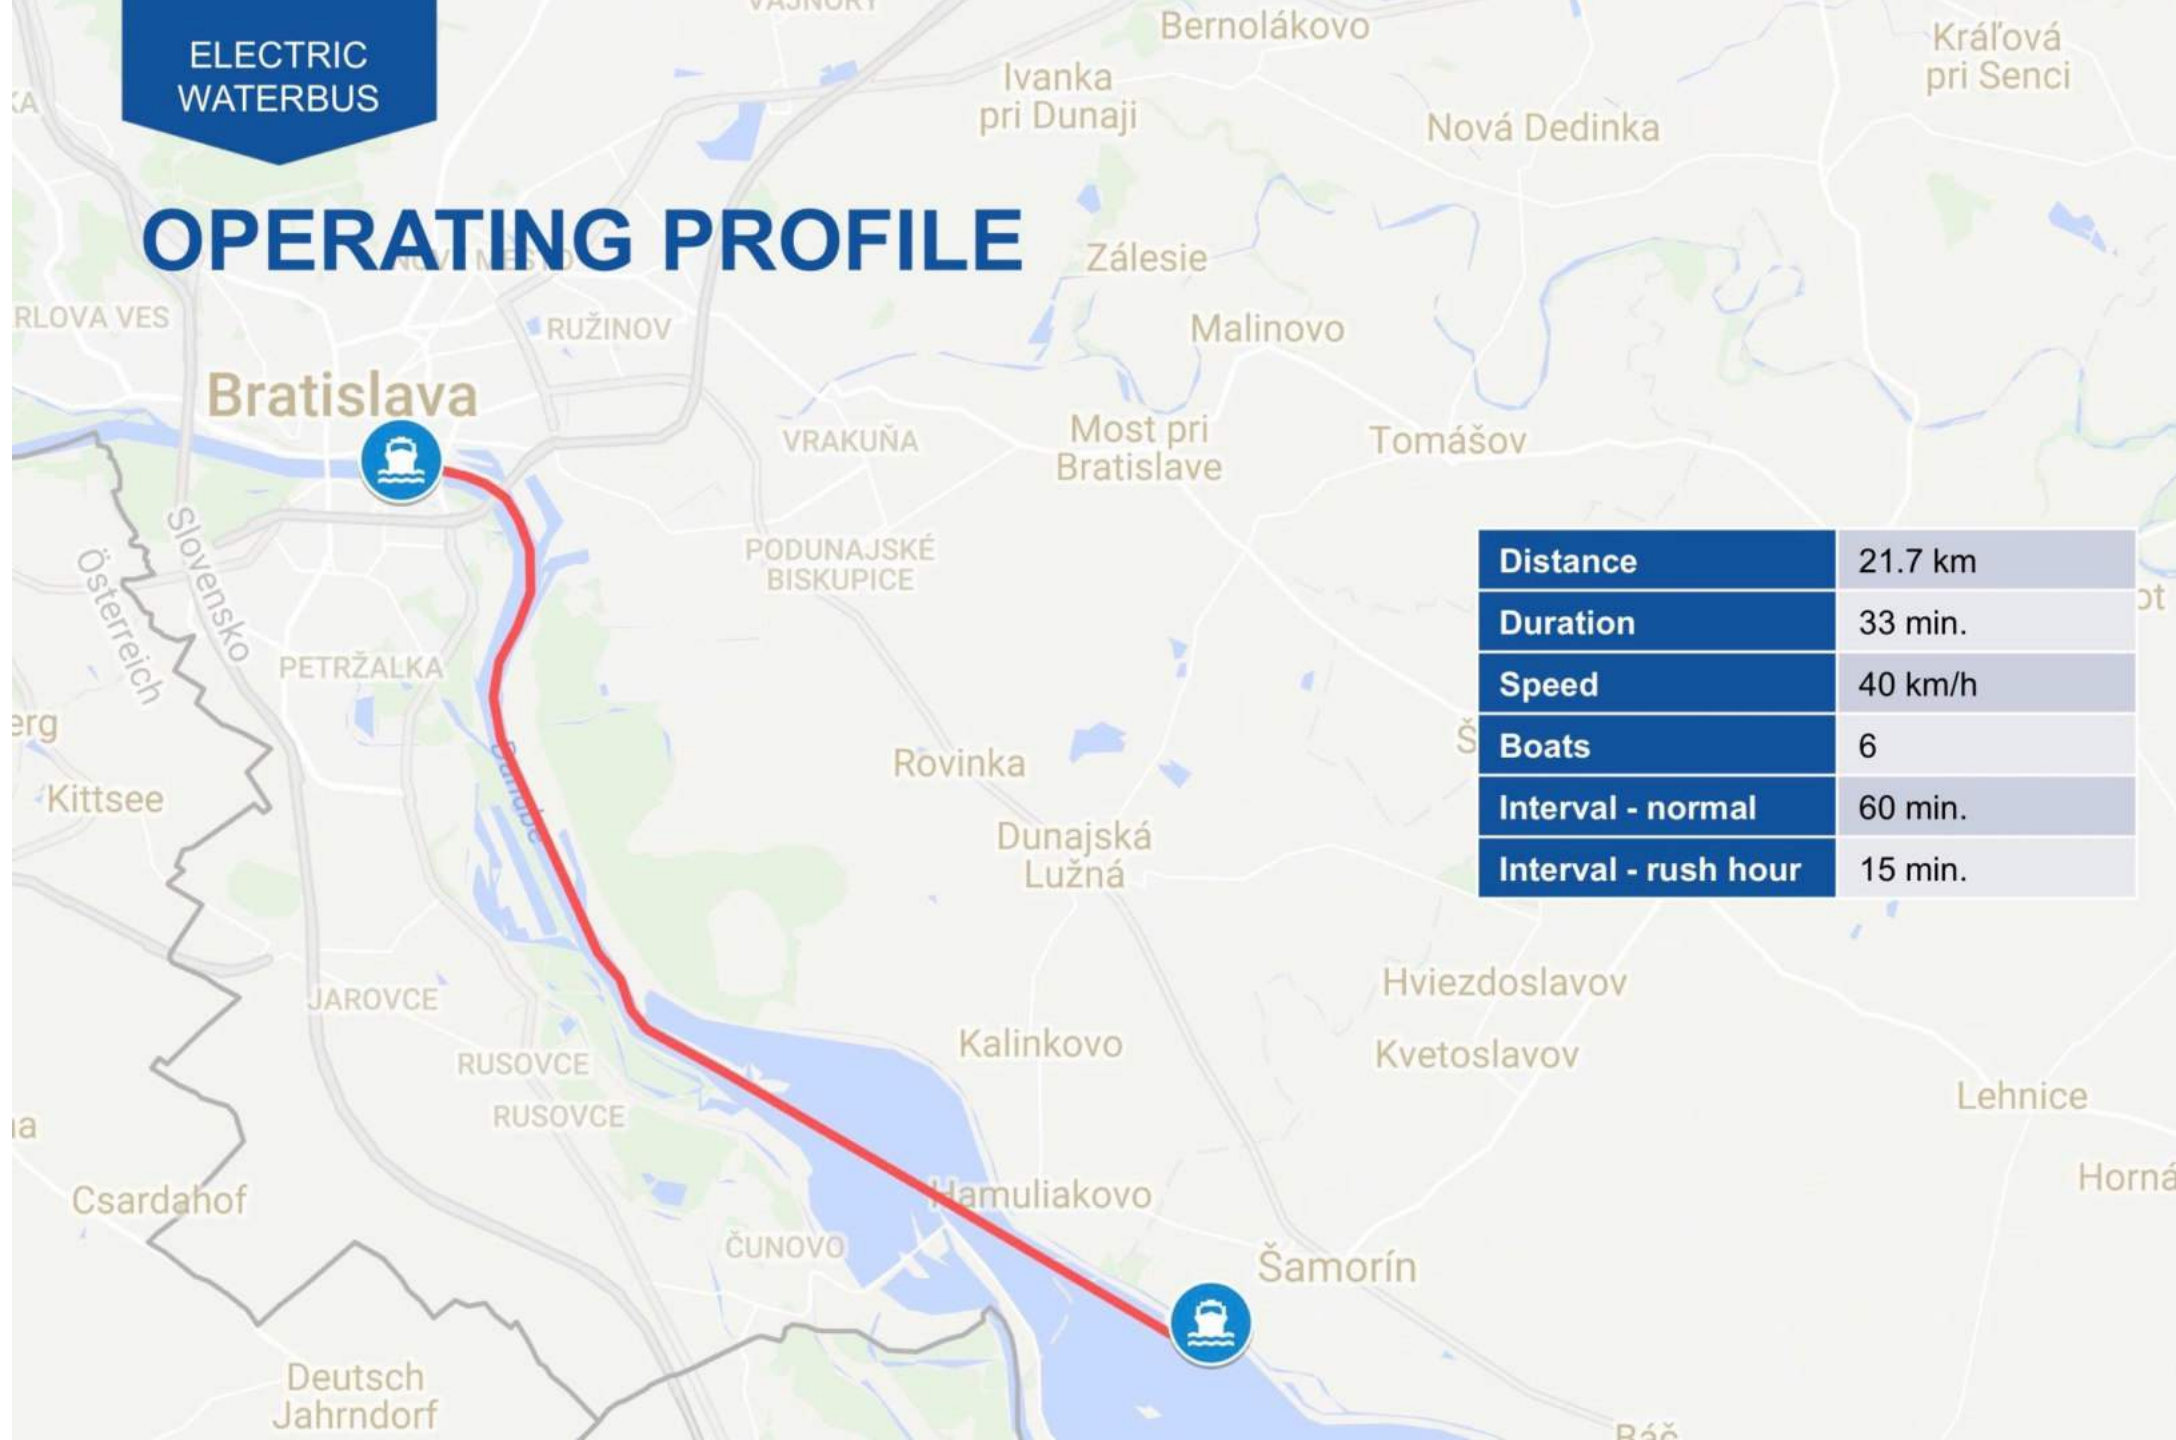 VAJNORY
Bernolákovo
Kráľová
pri Senci
ELECTRIC
WATERBUS
Ivanka
pri Dunaji
Nová Dedinka
OPERATING PROFILE
Zálesie
RUŽINOV
Malinovo
Bratislava
VRAKUŇA
Most pri
Bratislave
Tomášov
Slovensko
Österreich
PODUNAJSKÉ
BISKUPICE
Distance 21.7 km
Duration 33 min.
Speed 40 km/h
Boats 6
Interval - normal 60 min.
Interval - rush hour 15 min.
PETRŽALKA
Danube
Rovinka
Kittsee
Dunajská
Lužná
JAROVCE
Hviezdoslavov
Kalinkovo
Kvetoslavov
RUSOVCE
RUSOVCE
Lehnice
Csardahof
Hamuliakovo
Horná
ČUNOVO
Šamorín
Deutsch
Jahrndorf